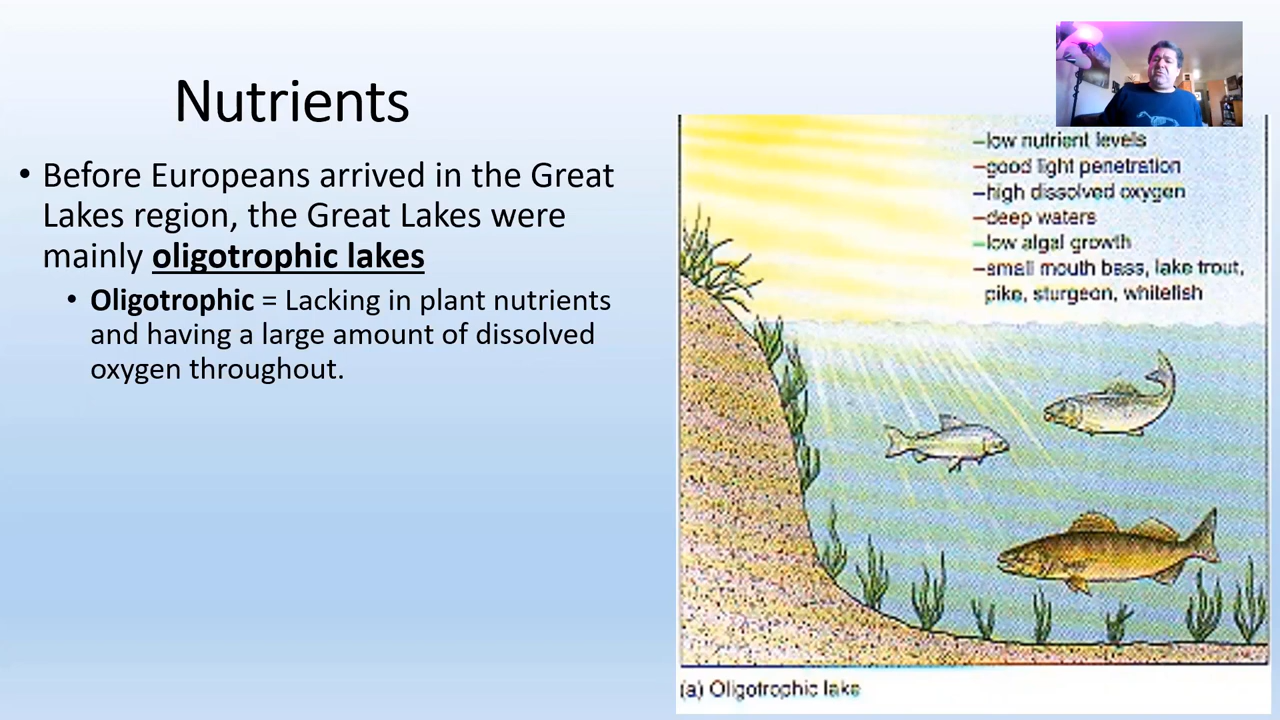 Nutrients
• Before Europeans arrived in the Great
Lakes region, the Great Lakes were
mainly oligotrophic lakes
• Oligotrophic = Lacking in plant nutrients
and having a large amount of dissolved
oxygen throughout.
–low nutrient levels
–good light penetration
–high dissolved oxygen
–deep waters
–low algal growth
–small mouth bass, lake trout,
pike, sturgeon, whitefish
(a) Oligotrophic lake